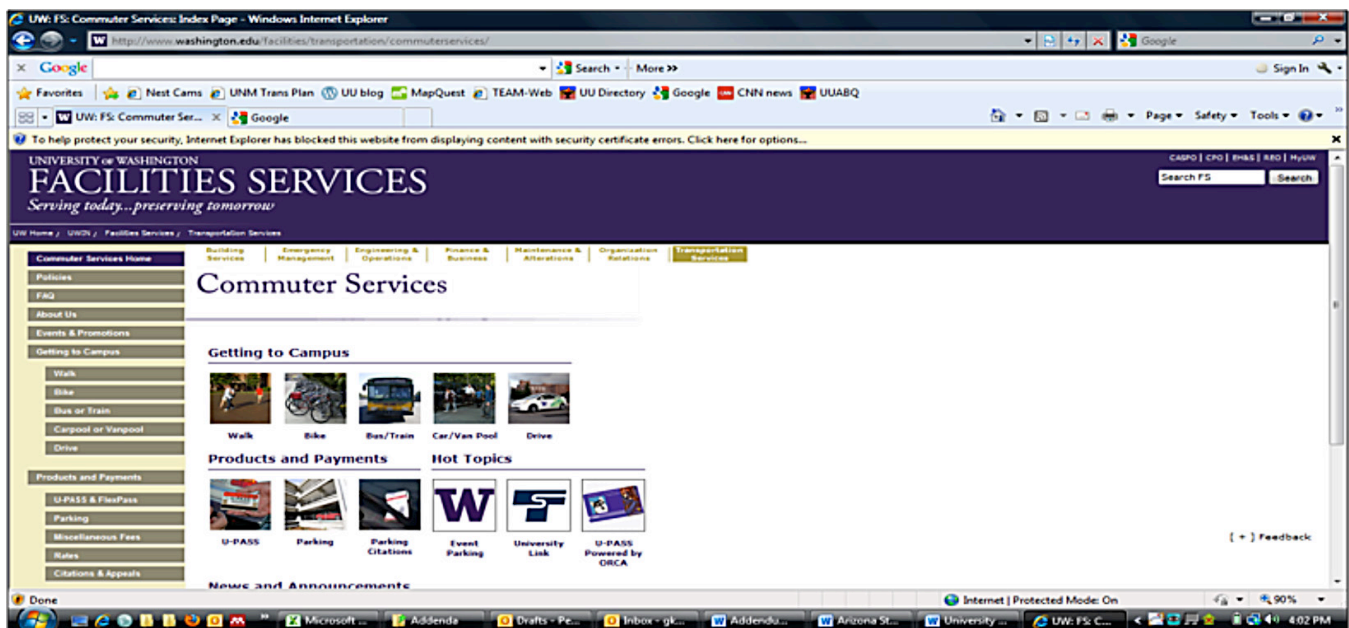 UW: FS: Commuter Services: Index Page - Windows Internet Explorer
http://www.washington.edu/facilities/transportation/commuterservices/
Google
Google
Search
More >>
Sign In
Favorites
Nest Cams
UNM Trans Plan
UU blog
MapQuest
TEAM-Web
UU Directory
Google
CNN news
UUABQ
UW: FS: Commuter Ser...
Google
Page
Safety
Tools
To help protect your security, Internet Explorer has blocked this website from displaying content with security certificate errors. Click here for options...
UNIVERSITY OF WASHINGTON
FACILITIES SERVICES
Serving today...preserving tomorrow
CASPO | CPO | EH&S | REO | MyUW
Search FS
Search
UW Home / UWIN / Facilities Services / Transportation Services
Building Services
Emergency Management
Engineering & Operations
Finance & Business
Maintenance & Alterations
Organization Relations
Transportation Services
Commuter Services Home
Policies
FAQ
About Us
Events & Promotions
Getting to Campus
Walk
Bike
Bus or Train
Carpool or Vanpool
Drive
Products and Payments
U-PASS & FlexPass
Parking
Miscellaneous Fees
Rates
Citations & Appeals
Commuter Services
Getting to Campus
Walk
Bike
Bus/Train
Car/Van Pool
Drive
Products and Payments
Hot Topics
U-PASS
Parking
Parking Citations
W
Event Parking
University Link
U-PASS Powered by ORCA
News and Announcements
[ + ] Feedback
Done
Internet | Protected Mode: On
90%
Microsoft ...
Addenda
Drafts - Pe...
Inbox - gk...
Addendu...
Arizona St...
University ...
UW: FS: C...
4:02 PM